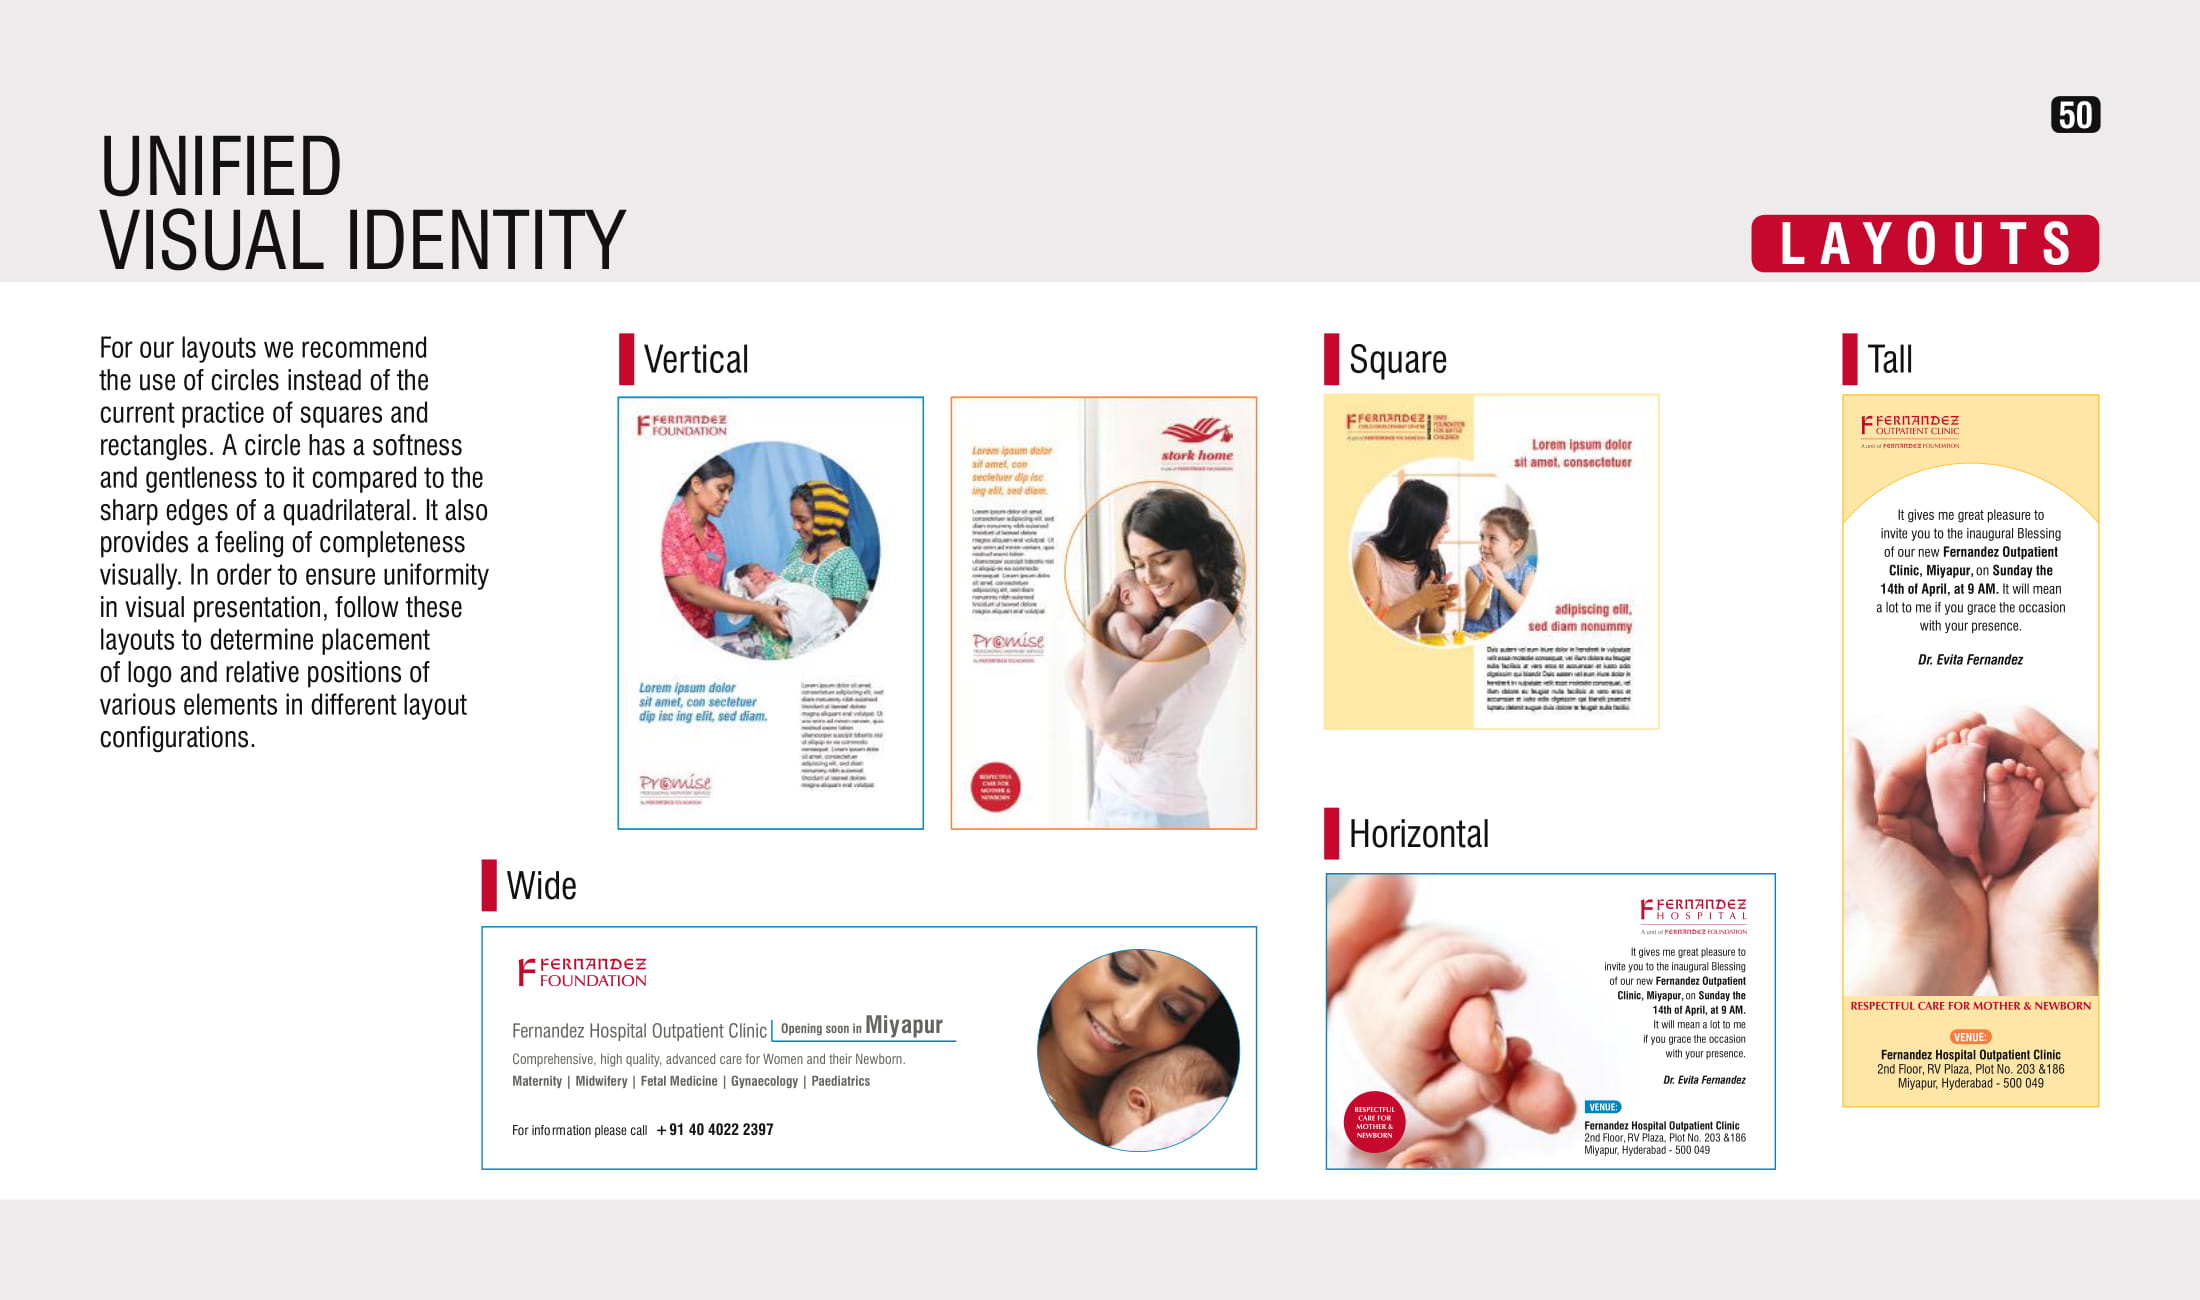 50
UNIFIED
VISUAL IDENTITY
LAYOUTS
For our layouts we recommend
the use of circles instead of the
current practice of squares and
rectangles. A circle has a softness
and gentleness to it compared to the
sharp edges of a quadrilateral. It also
provides a feeling of completeness
visually. In order to ensure uniformity
in visual presentation, follow these
layouts to determine placement
of logo and relative positions of
various elements in different layout
configurations.
Vertical
FERNANDEZ
FOUNDATION
Lorem ipsum dolor
sit amet, con sectetuer
dip isc ing elit, sed diam.
Promise
stork home
Lorem ipsum dolor
sit amet, con
sectetuer dip isc
ing elit, sed diam.
Promise
RESPECTFUL
CARE FOR
MOTHER &
NEWBORN
Square
FERNANDEZ
CHILD DEVELOPMENT CENTRE
Lorem ipsum dolor
sit amet, consectetuer
adipiscing elit,
sed diam nonummy
Tall
FERNANDEZ
OUTPATIENT CLINIC
A unit of FERNANDEZ FOUNDATION
It gives me great pleasure to
invite you to the inaugural Blessing
of our new Fernandez Outpatient
Clinic, Miyapur, on Sunday the
14th of April, at 9 AM. It will mean
a lot to me if you grace the occasion
with your presence.
Dr. Evita Fernandez
RESPECTFUL CARE FOR MOTHER & NEWBORN
VENUE:
Fernandez Hospital Outpatient Clinic
2nd Floor, RV Plaza, Plot No. 203 &186
Miyapur, Hyderabad - 500 049
Wide
FERNANDEZ
FOUNDATION
Fernandez Hospital Outpatient Clinic Opening soon in Miyapur
Comprehensive, high quality, advanced care for Women and their Newborn.
Maternity | Midwifery | Fetal Medicine | Gynaecology | Paediatrics
For information please call +91 40 4022 2397
Horizontal
FERNANDEZ
HOSPITAL
A unit of FERNANDEZ FOUNDATION
It gives me great pleasure to
invite you to the inaugural Blessing
of our new Fernandez Outpatient
Clinic, Miyapur, on Sunday the
14th of April, at 9 AM.
It will mean a lot to me
if you grace the occasion
with your presence.
Dr. Evita Fernandez
RESPECTFUL
CARE FOR
MOTHER &
NEWBORN
VENUE:
Fernandez Hospital Outpatient Clinic
2nd Floor, RV Plaza, Plot No. 203 &186
Miyapur, Hyderabad - 500 049